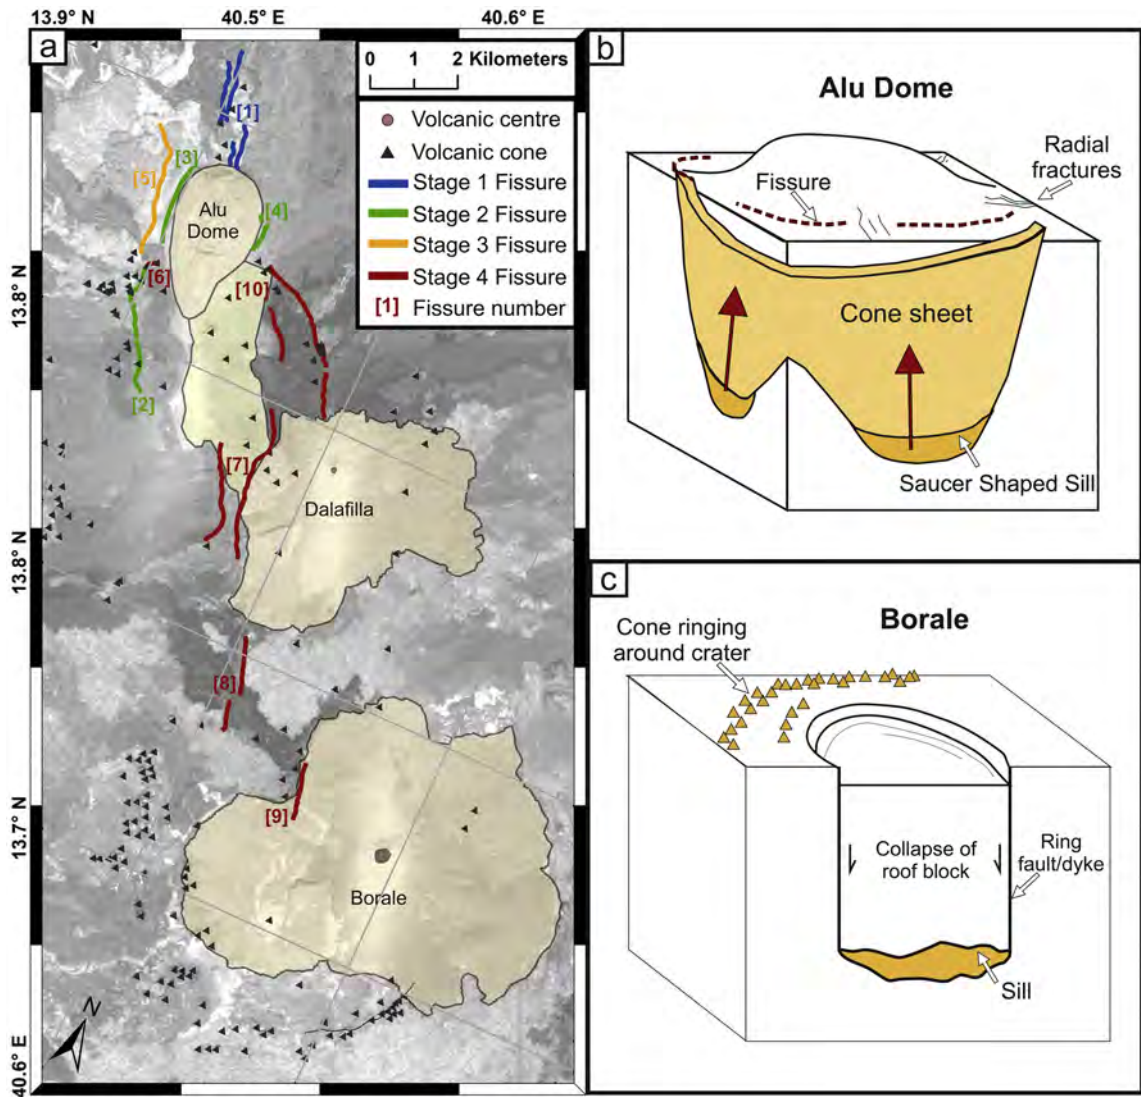 13.9° N
40.5° E
40.6° E
a
0 1 2 Kilometers
Volcanic centre
Volcanic cone
Stage 1 Fissure
Stage 2 Fissure
Stage 3 Fissure
Stage 4 Fissure
[1] Fissure number
[1]
[3]
[5]
Alu
Dome
[4]
[6]
[10]
13.8° N
[2]
[7]
Dalafilla
13.8° N
[8]
[9]
13.7° N
Borale
N
40.6° E
b
Alu Dome
Radial
fractures
Fissure
Cone sheet
Saucer Shaped Sill
c
Borale
Cone ringing
around crater
Collapse of
roof block
Ring
fault/dyke
Sill